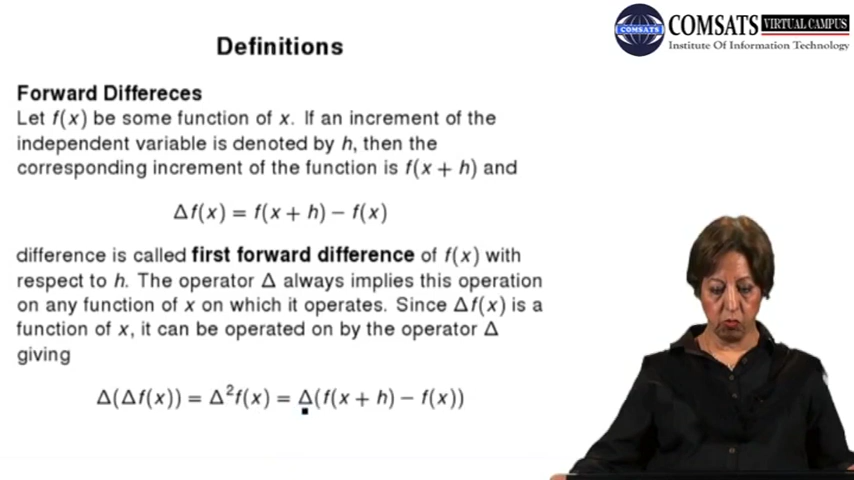 COMSATS VIRTUAL CAMPUS
COMSATS
Institute Of Information Technology
Definitions
Forward Differeces
Let f(x) be some function of x. If an increment of the
independent variable is denoted by h, then the
corresponding increment of the function is f(x + h) and
Δf(x) = f(x + h) − f(x)
difference is called first forward difference of f(x) with
respect to h. The operator Δ always implies this operation
on any function of x on which it operates. Since Δf(x) is a
function of x, it can be operated on by the operator Δ
giving
Δ(Δf(x)) = Δ²f(x) = Δ(f(x + h) − f(x))